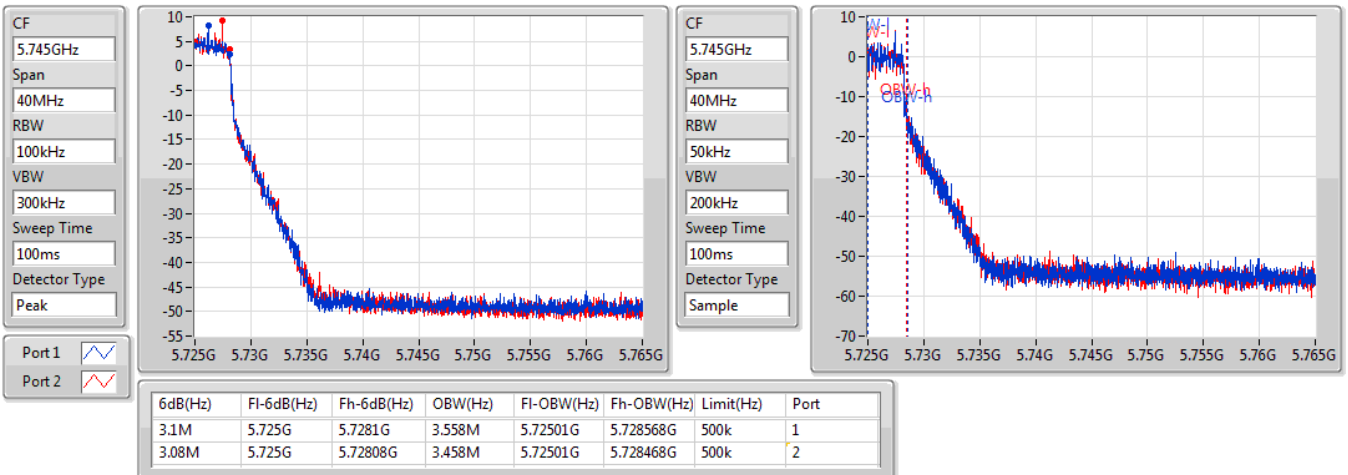 CF
5.745GHz
Span
40MHz
RBW
100kHz
VBW
300kHz
Sweep Time
100ms
Detector Type
Peak
Port 1
Port 2
10
5
0
-5
-10
-15
-20
-25
-30
-35
-40
-45
-50
-55
5.725G 5.73G 5.735G 5.74G 5.745G 5.75G 5.755G 5.76G 5.765G
CF
5.745GHz
Span
40MHz
RBW
50kHz
VBW
200kHz
Sweep Time
100ms
Detector Type
Sample
10
0
-10
-20
-30
-40
-50
-60
-70
W-l
W-l
OBW-h
OBW-h
5.725G 5.73G 5.735G 5.74G 5.745G 5.75G 5.755G 5.76G 5.765G
6dB(Hz) Fl-6dB(Hz) Fh-6dB(Hz) OBW(Hz) Fl-OBW(Hz) Fh-OBW(Hz) Limit(Hz) Port
3.1M 5.725G 5.7281G 3.558M 5.72501G 5.728568G 500k 1
3.08M 5.725G 5.72808G 3.458M 5.72501G 5.728468G 500k 2